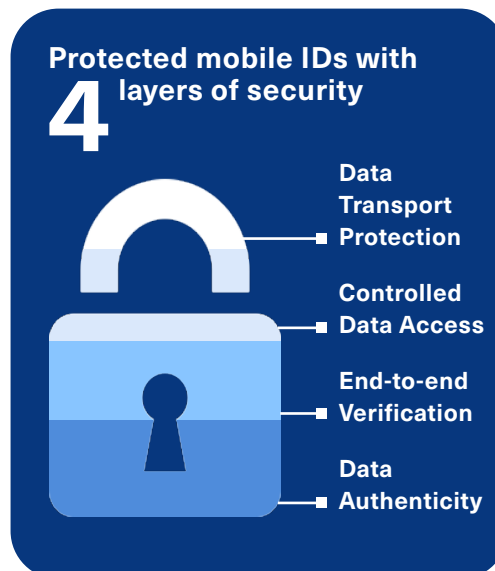 Protected mobile IDs with
4 layers of security
Data
Transport
Protection
Controlled
Data Access
End-to-end
Verification
Data
Authenticity